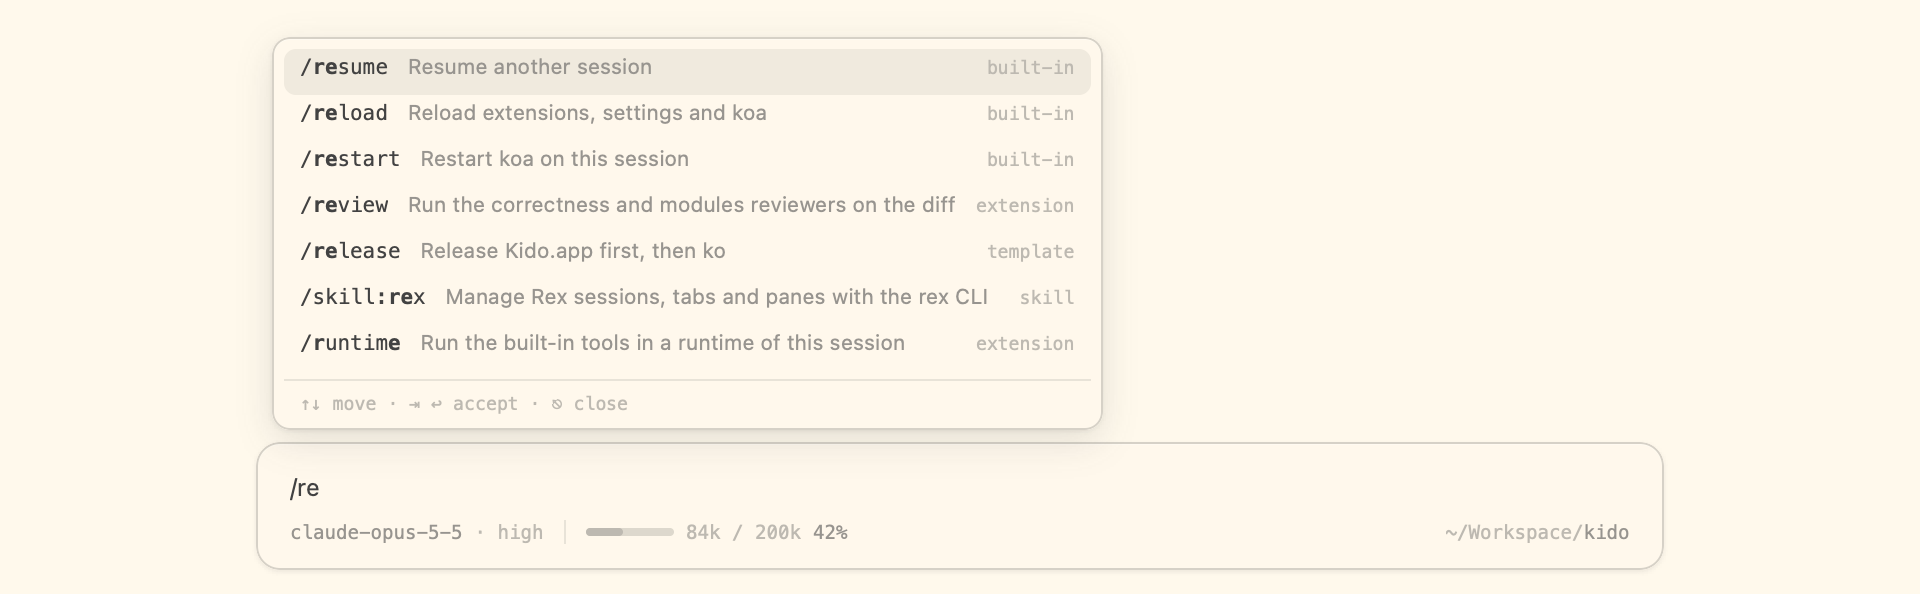 /resume Resume another session built-in
/reload Reload extensions, settings and koa built-in
/restart Restart koa on this session built-in
/review Run the correctness and modules reviewers on the diff extension
/release Release Kido.app first, then ko template
/skill:rex Manage Rex sessions, tabs and panes with the rex CLI skill
/runtime Run the built-in tools in a runtime of this session extension
↑↓ move · ⇥ ↩ accept · ⎋ close
/re
claude-opus-5-5 · high 84k / 200k 42% ~/Workspace/kido